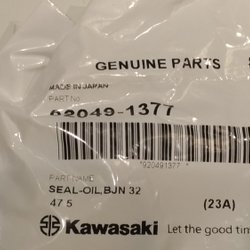 GENUINE PARTS
MADE IN JAPAN
PART No.
92049-1377
*920491377*
PART NAME
SEAL-OIL,BJN 32
47 5
(23A)
Kawasaki
Let the good time